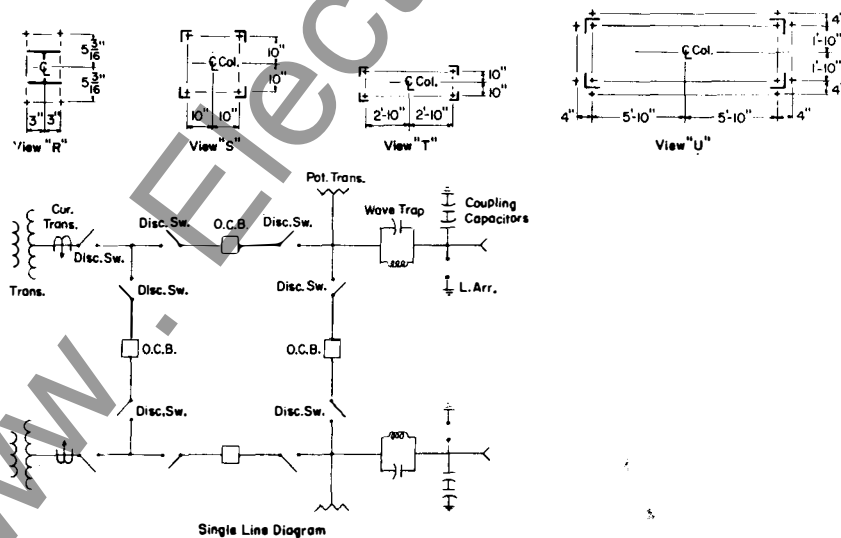 5 3/16"
5 3/16"
℄
3" 3"
View "R"
10"
10"
℄ Col.
10" 10"
View "S"
10"
10"
℄ Col.
2'-10" 2'-10"
View "T"
4"
1'-10"
1'-10"
4"
℄ Col.
4" 5'-10" 5'-10" 4"
View "U"
Pot. Trans.
Cur.
Trans.
Disc. Sw.
O.C.B.
Disc. Sw.
Wave Trap
Coupling
Capacitors
Disc. Sw.
Trans.
Disc. Sw.
Disc. Sw.
L. Arr.
O.C.B.
O.C.B.
Disc. Sw.
Disc. Sw.
Single Line Diagram
w . Elect